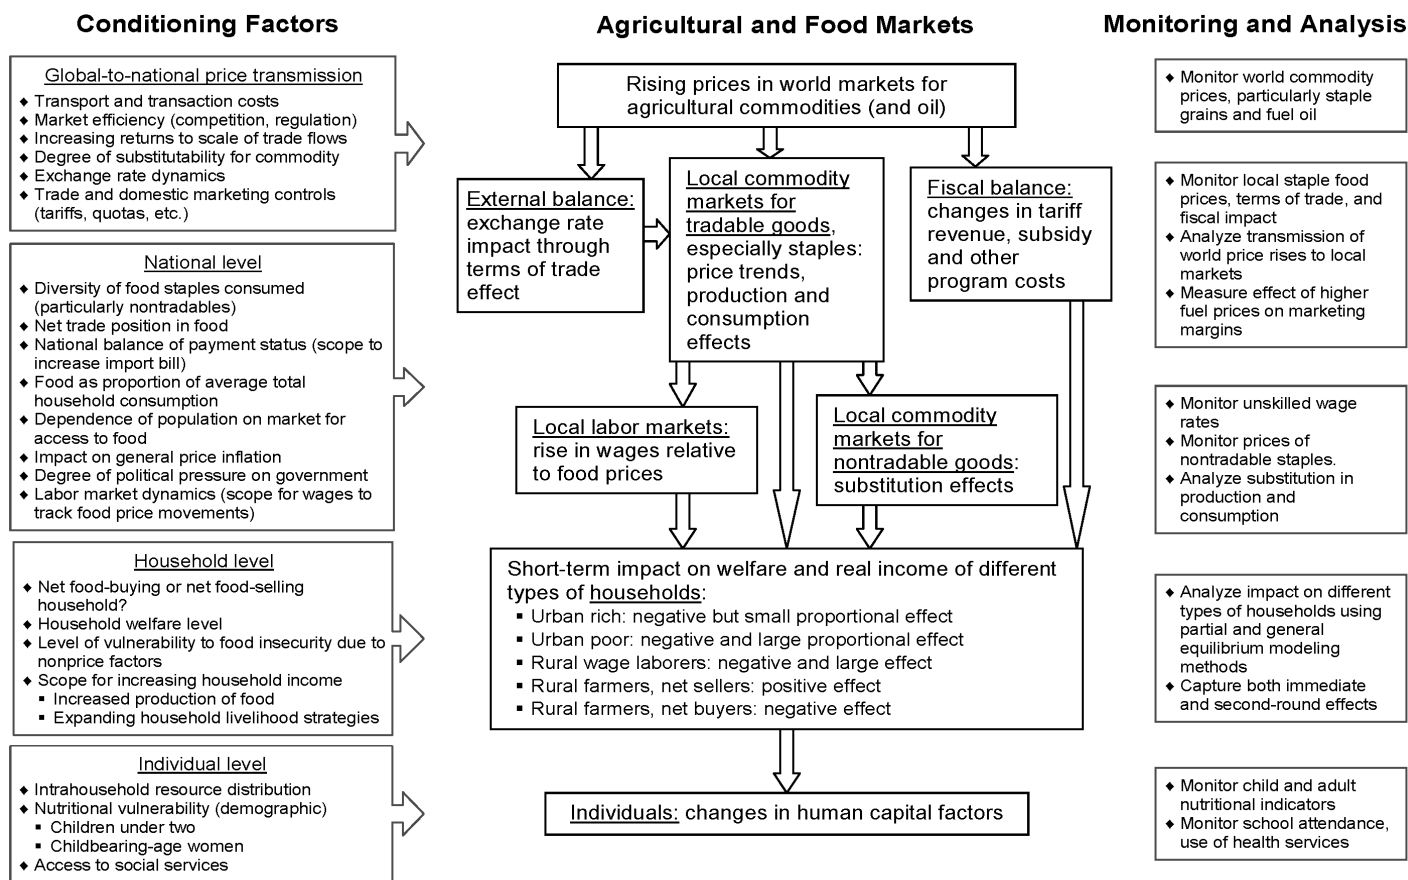 Conditioning Factors
Global-to-national price transmission
◆ Transport and transaction costs
◆ Market efficiency (competition, regulation)
◆ Increasing returns to scale of trade flows
◆ Degree of substitutability for commodity
◆ Exchange rate dynamics
◆ Trade and domestic marketing controls
(tariffs, quotas, etc.)
National level
◆ Diversity of food staples consumed
(particularly nontradables)
◆ Net trade position in food
◆ National balance of payment status (scope to
increase import bill)
◆ Food as proportion of average total
household consumption
◆ Dependence of population on market for
access to food
◆ Impact on general price inflation
◆ Degree of political pressure on government
◆ Labor market dynamics (scope for wages to
track food price movements)
Household level
◆ Net food-buying or net food-selling
household?
◆ Household welfare level
◆ Level of vulnerability to food insecurity due to
nonprice factors
◆ Scope for increasing household income
▪ Increased production of food
▪ Expanding household livelihood strategies
Individual level
◆ Intrahousehold resource distribution
◆ Nutritional vulnerability (demographic)
▪ Children under two
▪ Childbearing-age women
◆ Access to social services
Agricultural and Food Markets
Rising prices in world markets for
agricultural commodities (and oil)
External balance:
exchange rate
impact through
terms of trade
effect
Local commodity
markets for
tradable goods,
especially staples:
price trends,
production and
consumption
effects
Fiscal balance:
changes in tariff
revenue, subsidy
and other
program costs
Local labor markets:
rise in wages relative
to food prices
Local commodity
markets for
nontradable goods:
substitution effects
Short-term impact on welfare and real income of different
types of households:
▪ Urban rich: negative but small proportional effect
▪ Urban poor: negative and large proportional effect
▪ Rural wage laborers: negative and large effect
▪ Rural farmers, net sellers: positive effect
▪ Rural farmers, net buyers: negative effect
Individuals: changes in human capital factors
Monitoring and Analysis
◆ Monitor world commodity
prices, particularly staple
grains and fuel oil
◆ Monitor local staple food
prices, terms of trade, and
fiscal impact
◆ Analyze transmission of
world price rises to local
markets
◆ Measure effect of higher
fuel prices on marketing
margins
◆ Monitor unskilled wage
rates
◆ Monitor prices of
nontradable staples.
◆ Analyze substitution in
production and
consumption
◆ Analyze impact on different
types of households using
partial and general
equilibrium modeling
methods
◆ Capture both immediate
and second-round effects
◆ Monitor child and adult
nutritional indicators
◆ Monitor school attendance,
use of health services